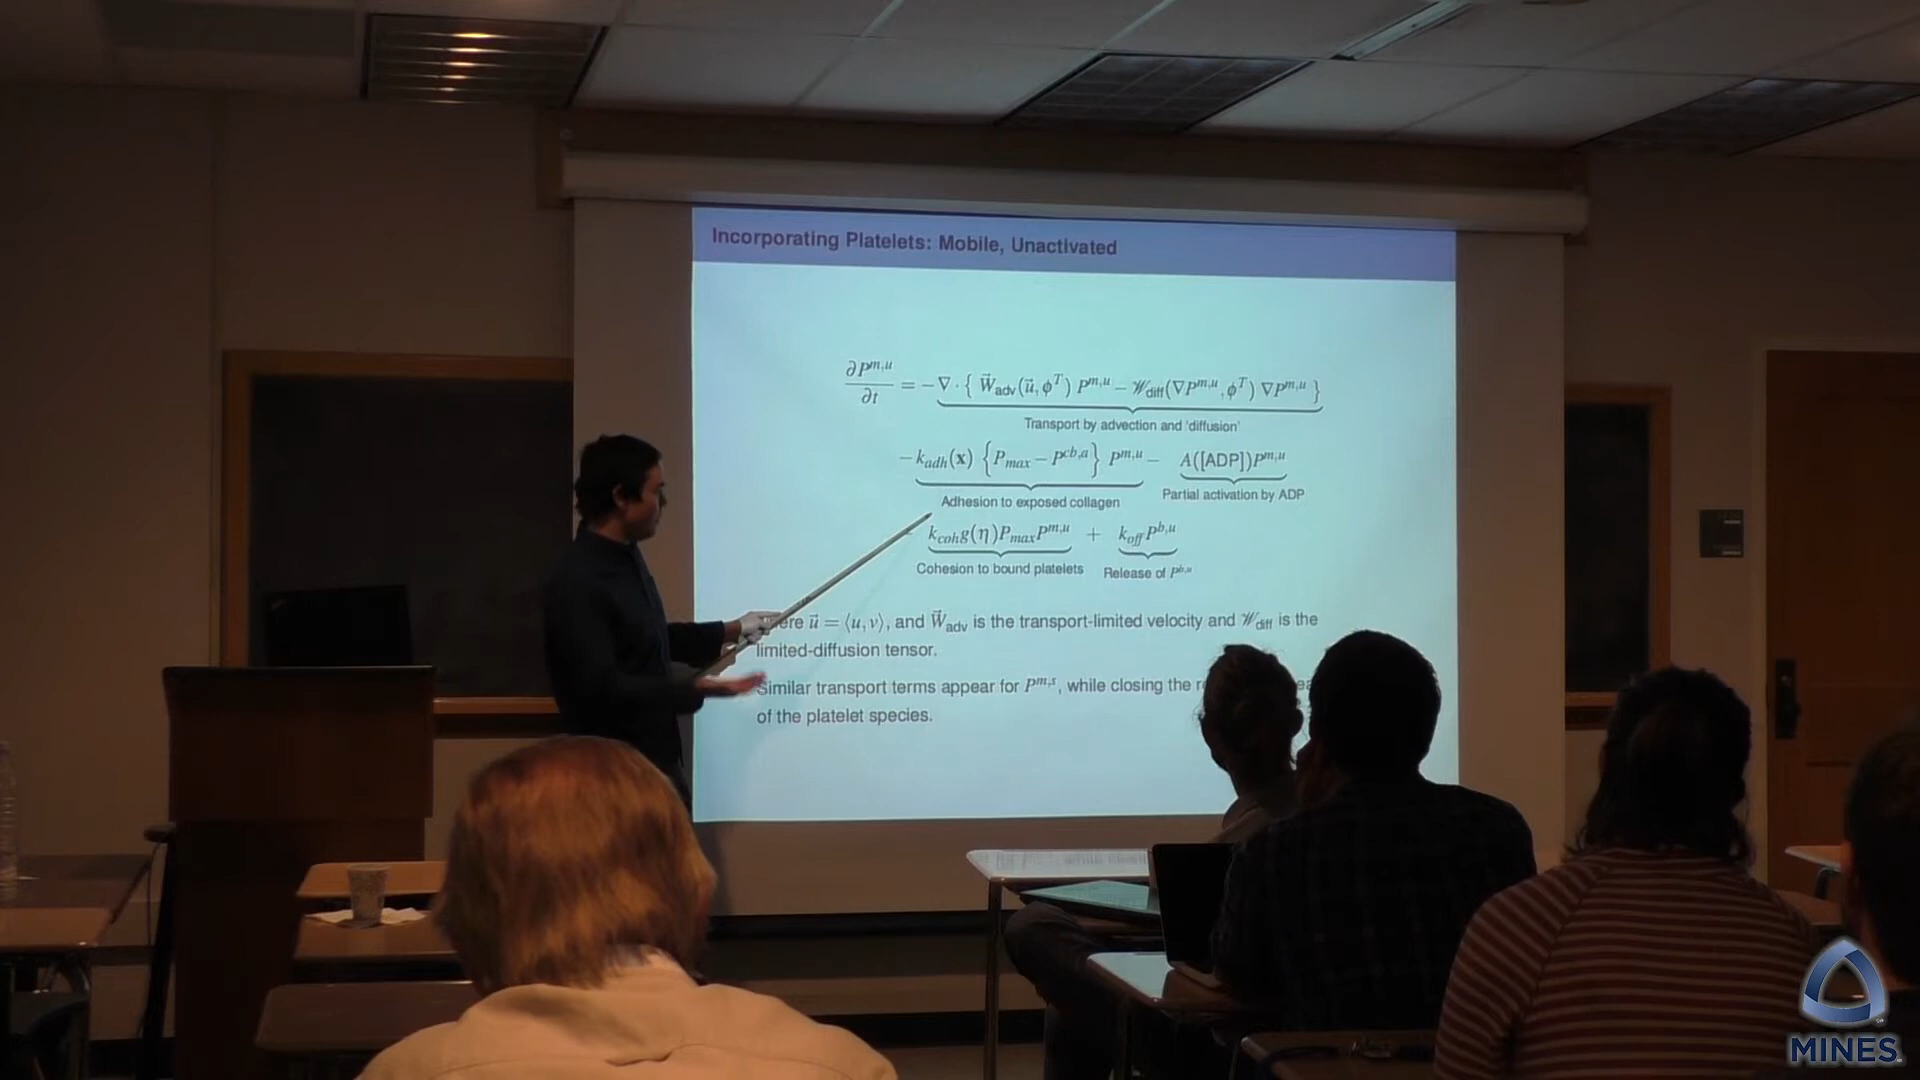 Incorporating Platelets: Mobile, Unactivated
∂P^{m,u}/∂t = −∇ · { W⃗_adv(u⃗, ϕ^T) P^{m,u} − 𝒲_diff(∇P^{m,u}, ϕ^T) ∇P^{m,u} }
Transport by advection and 'diffusion'
−k_adh(x) {P_max − P^{cb,a}} P^{m,u} − A([ADP])P^{m,u}
Adhesion to exposed collagen Partial activation by ADP
k_coh g(η)P_max P^{m,u} + k_off P^{b,u}
Cohesion to bound platelets Release of P^{b,u}
u⃗ = ⟨u, v⟩, and W⃗_adv is the transport-limited velocity and 𝒲_diff is the
limited-diffusion tensor.
Similar transport terms appear for P^{m,s}, while closing the
of the platelet species.
MINES